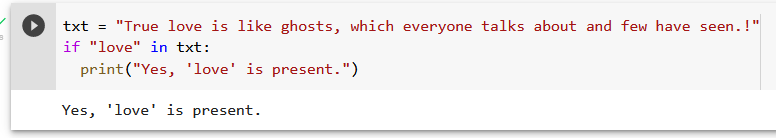 txt = "True love is like ghosts, which everyone talks about and few have seen.!"
if "love" in txt:
  print("Yes, 'love' is present.")
Yes, 'love' is present.